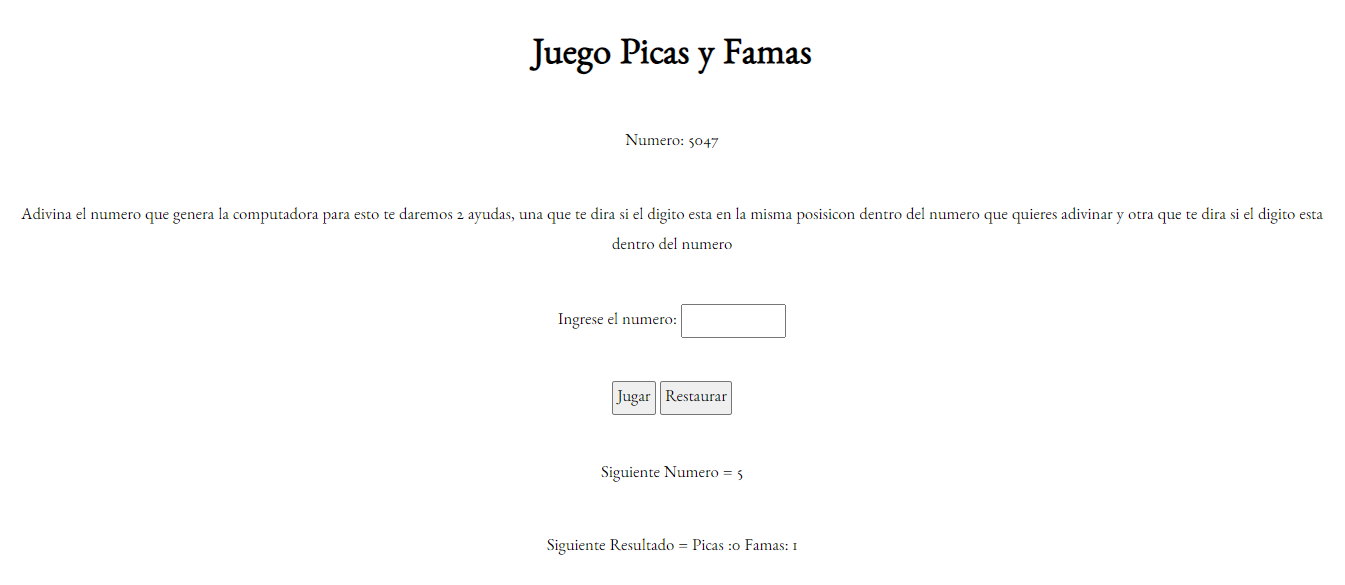 Juego Picas y Famas
Numero: 5047
Adivina el numero que genera la computadora para esto te daremos 2 ayudas, una que te dira si el digito esta en la misma posisicon dentro del numero que quieres adivinar y otra que te dira si el digito esta
dentro del numero
Ingrese el numero:
Jugar Restaurar
Siguiente Numero = 5
Siguiente Resultado = Picas :0 Famas: 1